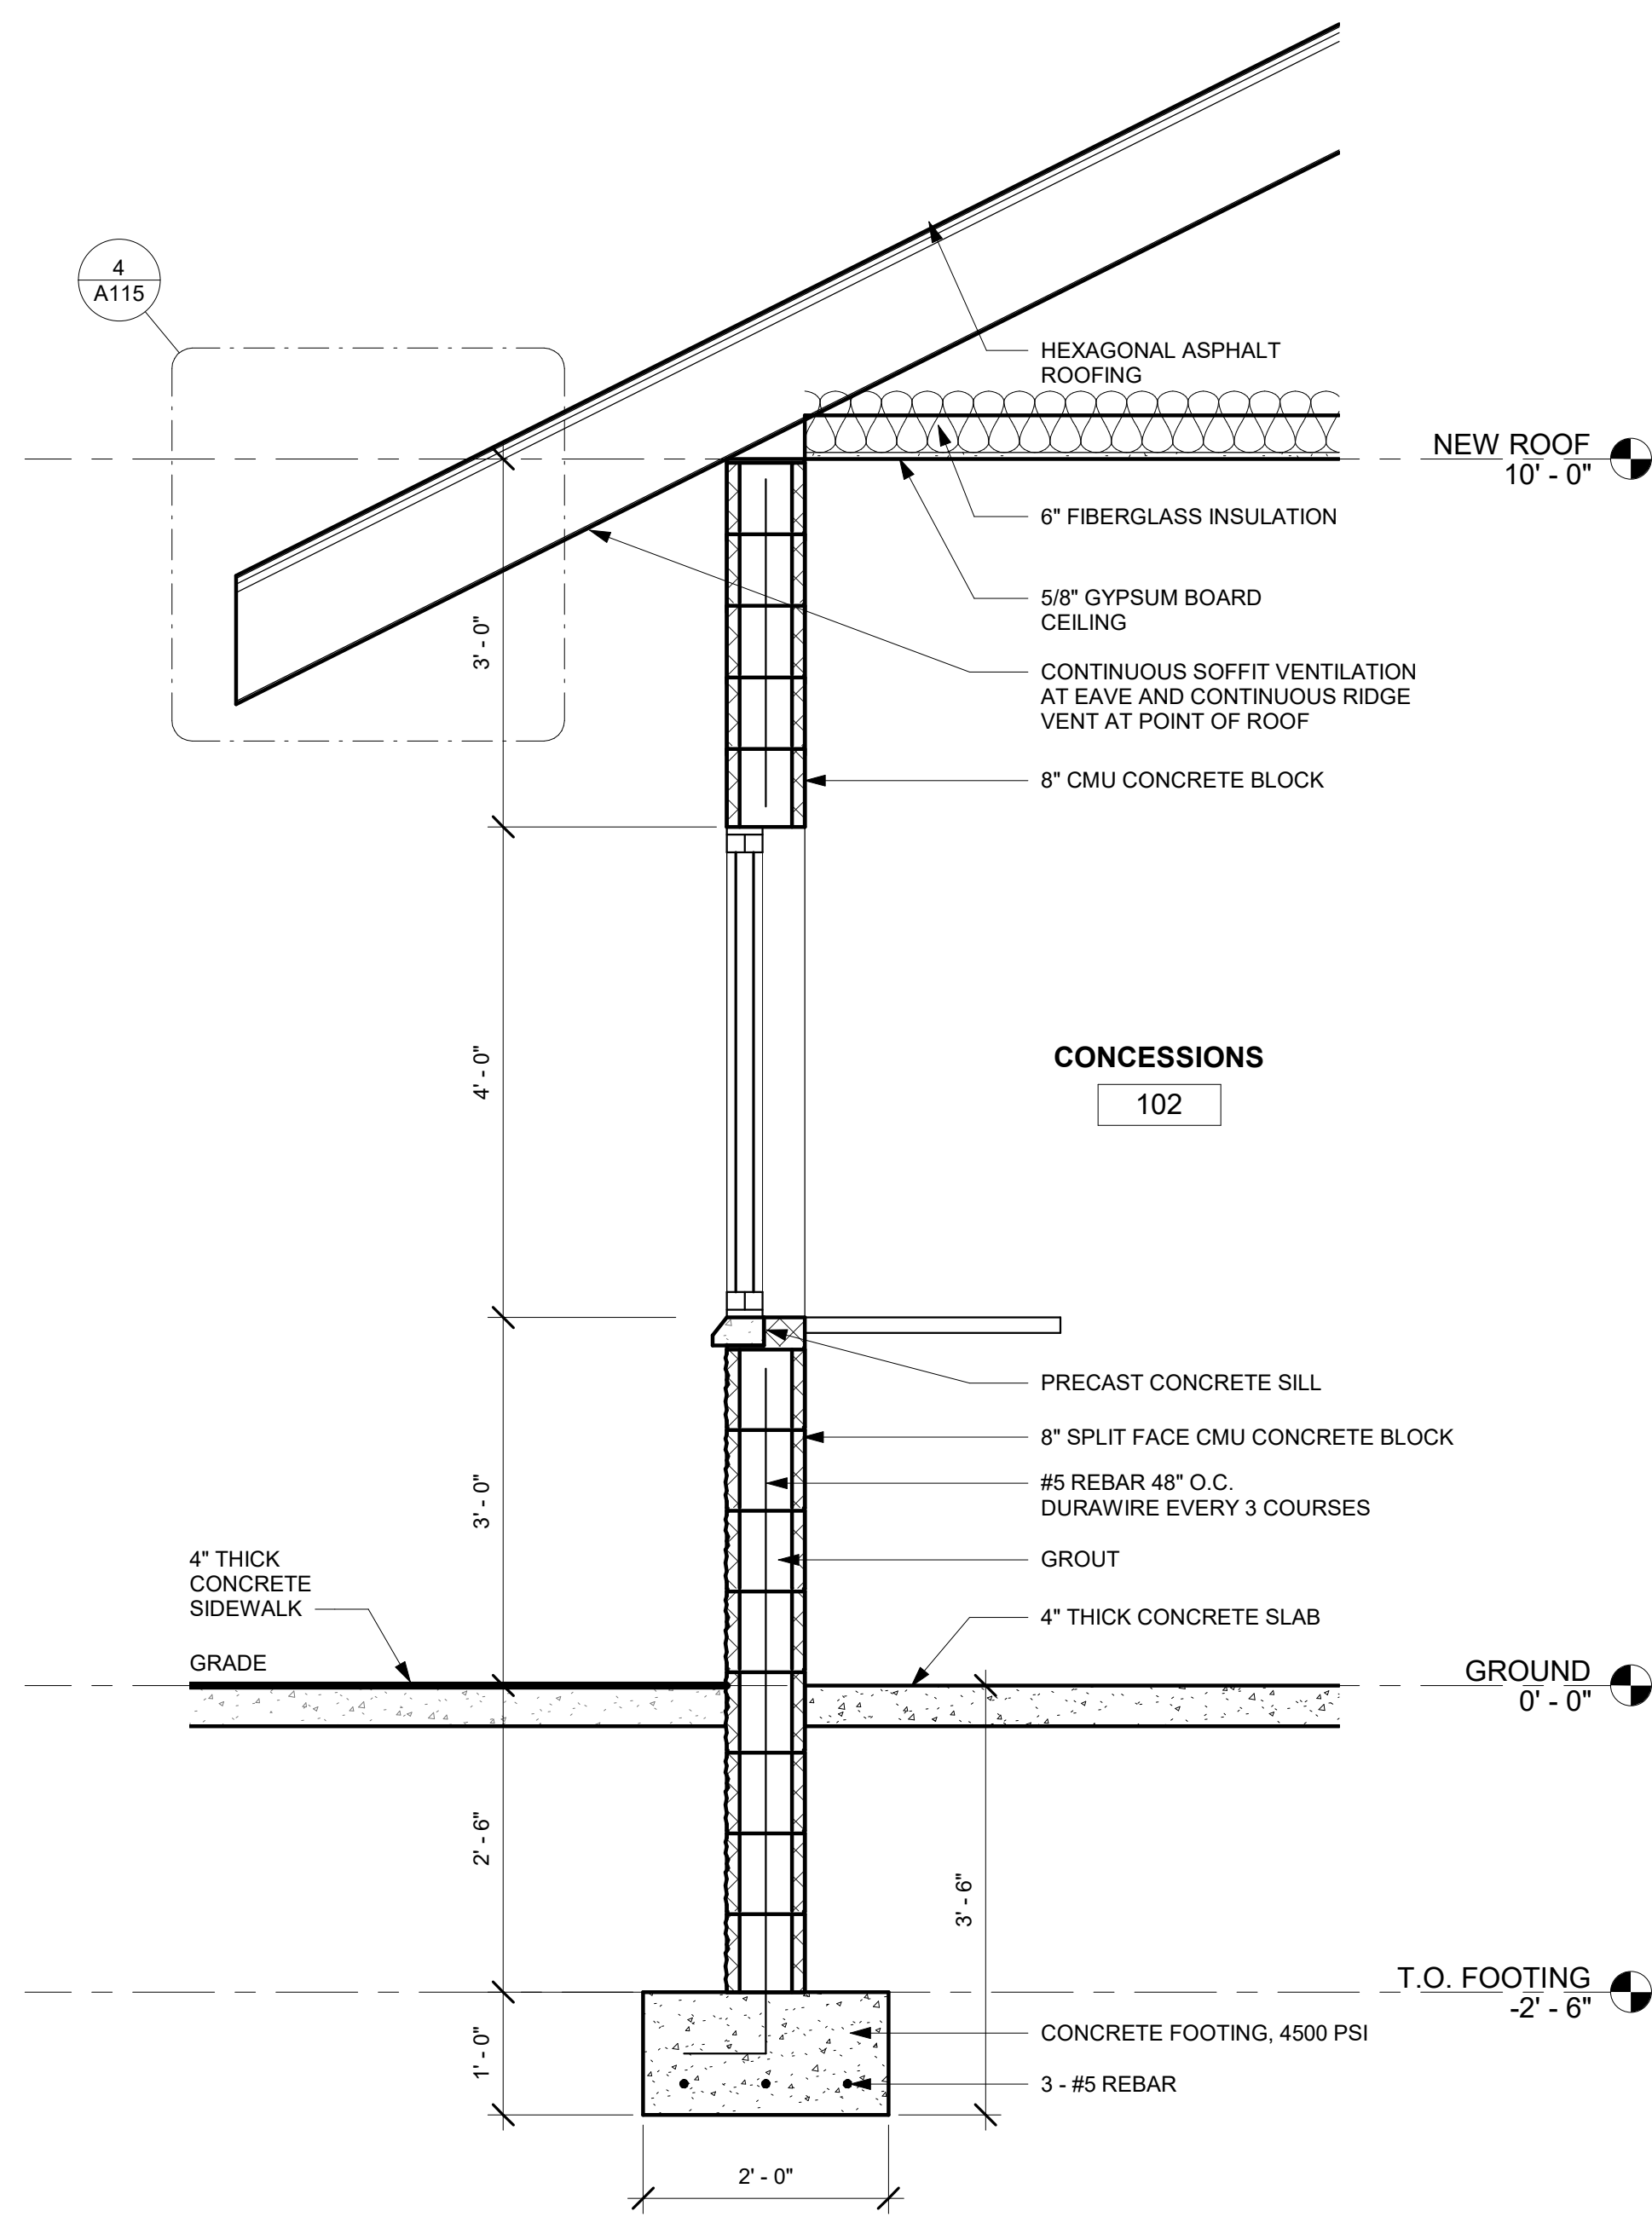 4
A115
HEXAGONAL ASPHALT
ROOFING
NEW ROOF
10' - 0"
6" FIBERGLASS INSULATION
5/8" GYPSUM BOARD
CEILING
3' - 0"
CONTINUOUS SOFFIT VENTILATION
AT EAVE AND CONTINUOUS RIDGE
VENT AT POINT OF ROOF
8" CMU CONCRETE BLOCK
4' - 0"
CONCESSIONS
102
PRECAST CONCRETE SILL
8" SPLIT FACE CMU CONCRETE BLOCK
3' - 0"
#5 REBAR 48" O.C.
DURAWIRE EVERY 3 COURSES
GROUT
4" THICK
CONCRETE
SIDEWALK
4" THICK CONCRETE SLAB
GRADE
GROUND
0' - 0"
2' - 6"
3' - 6"
T.O. FOOTING
-2' - 6"
1' - 0"
CONCRETE FOOTING, 4500 PSI
3 - #5 REBAR
2' - 0"